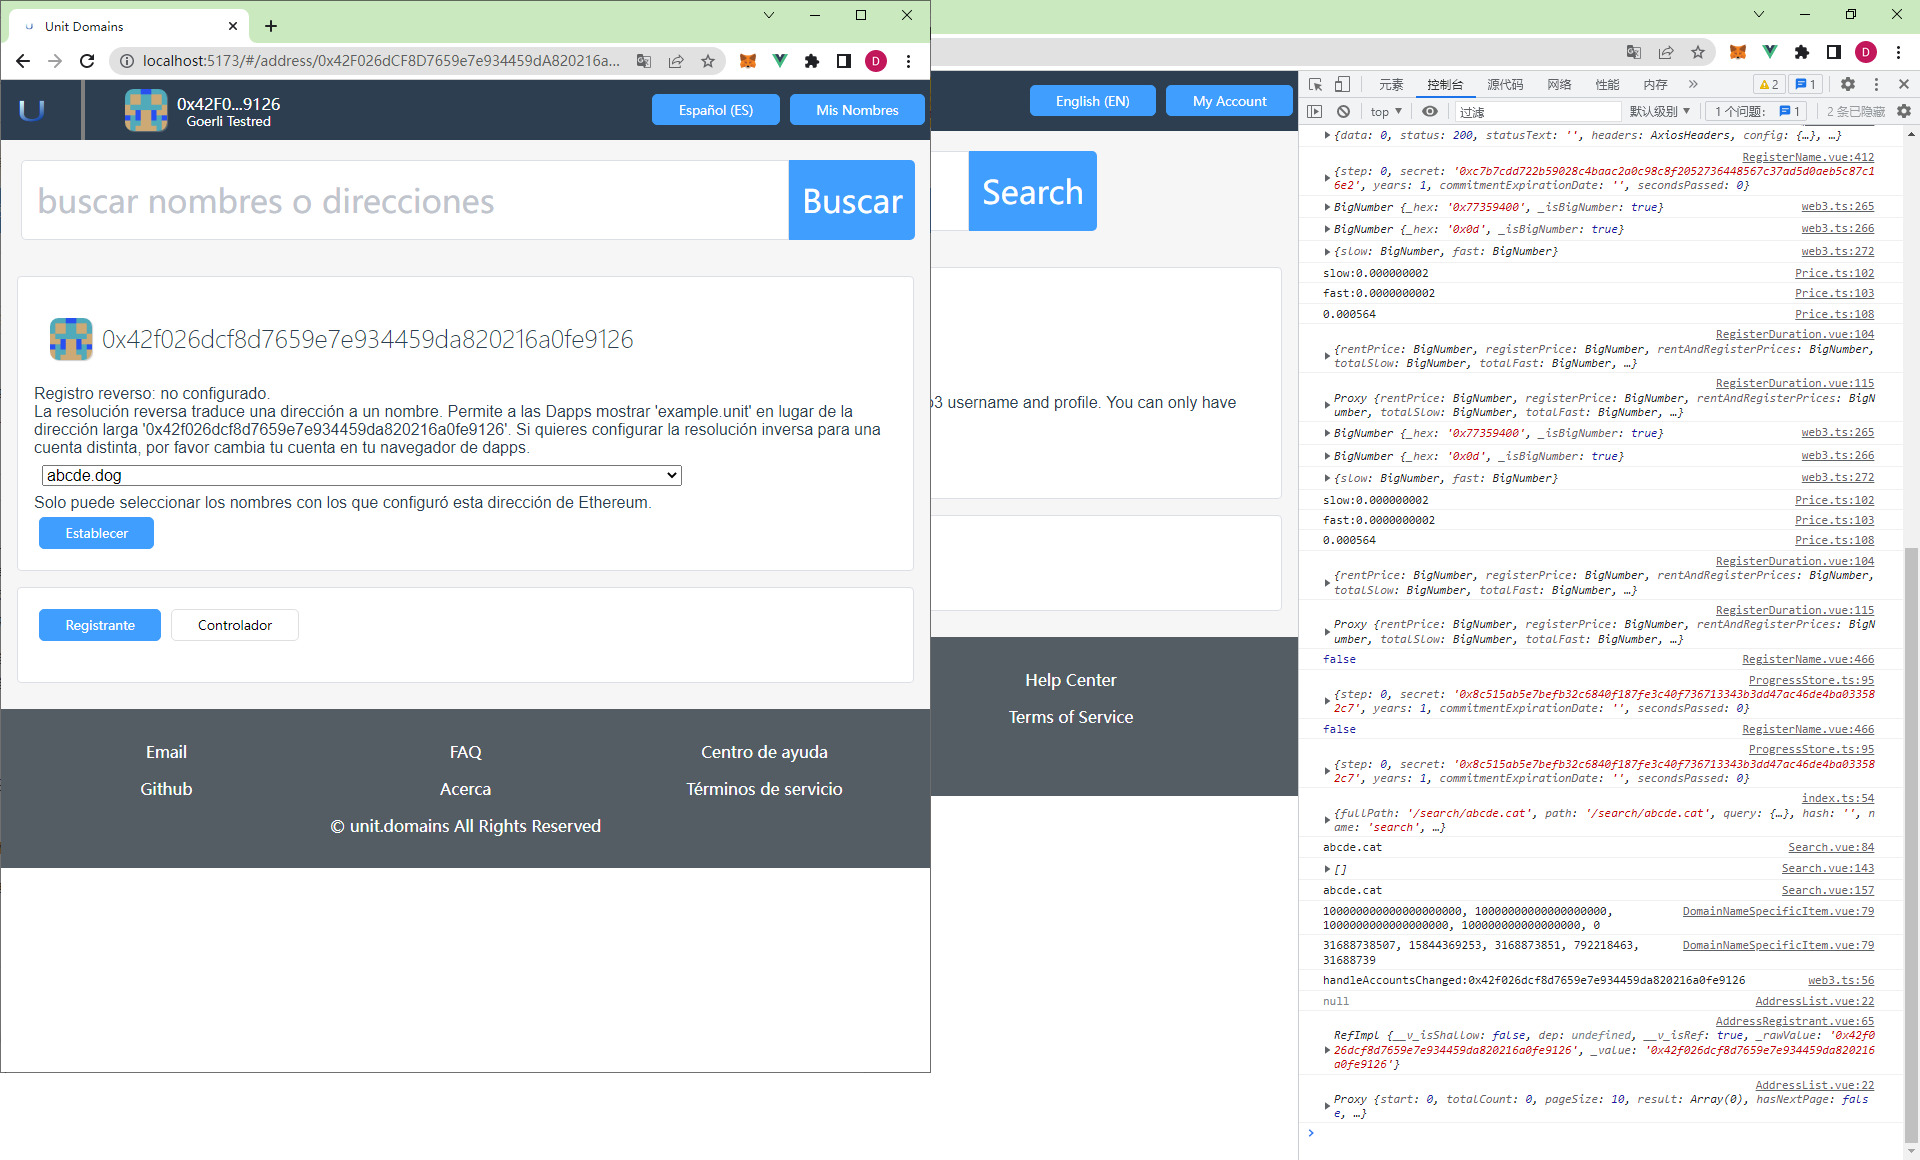 Unit Domains
localhost:5173/#/address/0x42F026dCF8D7659e7e934459dA820216a...
D
0x42F0...9126
Goerli Testred
Español (ES)
Mis Nombres
buscar nombres o direcciones
Buscar
0x42f026dcf8d7659e7e934459da820216a0fe9126
Registro reverso: no configurado.
La resolución reversa traduce una dirección a un nombre. Permite a las Dapps mostrar 'example.unit' en lugar de la
dirección larga '0x42f026dcf8d7659e7e934459da820216a0fe9126'. Si quieres configurar la resolución inversa para una
cuenta distinta, por favor cambia tu cuenta en tu navegador de dapps.
abcde.dog
Solo puede seleccionar los nombres con los que configuró esta dirección de Ethereum.
Establecer
Registrante
Controlador
Email
FAQ
Centro de ayuda
Github
Acerca
Términos de servicio
© unit.domains All Rights Reserved
D
English (EN)
My Account
Search
username and profile. You can only have
Help Center
Terms of Service
元素
控制台
源代码
网络
性能
内存
2
1
top
过滤
默认级别
1 个问题:
1
2 条已隐藏
{data: 0, status: 200, statusText: '', headers: AxiosHeaders, config: {…}, …}
RegisterName.vue:412
{step: 0, secret: '0xc7b7cdd722b59028c4baac2a0c98c8f2052736448567c37ad5d0aeb5c87c1
6e2', years: 1, commitmentExpirationDate: '', secondsPassed: 0}
BigNumber {_hex: '0x77359400', _isBigNumber: true}
web3.ts:265
BigNumber {_hex: '0x0d', _isBigNumber: true}
web3.ts:266
{slow: BigNumber, fast: BigNumber}
web3.ts:272
slow:0.000000002
Price.ts:102
fast:0.0000000002
Price.ts:103
0.000564
Price.ts:108
RegisterDuration.vue:104
{rentPrice: BigNumber, registerPrice: BigNumber, rentAndRegisterPrices: BigNumber,
totalSlow: BigNumber, totalFast: BigNumber, …}
RegisterDuration.vue:115
Proxy {rentPrice: BigNumber, registerPrice: BigNumber, rentAndRegisterPrices: BigN
umber, totalSlow: BigNumber, totalFast: BigNumber, …}
BigNumber {_hex: '0x77359400', _isBigNumber: true}
web3.ts:265
BigNumber {_hex: '0x0d', _isBigNumber: true}
web3.ts:266
{slow: BigNumber, fast: BigNumber}
web3.ts:272
slow:0.000000002
Price.ts:102
fast:0.0000000002
Price.ts:103
0.000564
Price.ts:108
RegisterDuration.vue:104
{rentPrice: BigNumber, registerPrice: BigNumber, rentAndRegisterPrices: BigNumber,
totalSlow: BigNumber, totalFast: BigNumber, …}
RegisterDuration.vue:115
Proxy {rentPrice: BigNumber, registerPrice: BigNumber, rentAndRegisterPrices: BigN
umber, totalSlow: BigNumber, totalFast: BigNumber, …}
false
RegisterName.vue:466
ProgressStore.ts:95
{step: 0, secret: '0x8c515ab5e7befb32c6840f187fe3c40f736713343b3dd47ac46de4ba03358
2c7', years: 1, commitmentExpirationDate: '', secondsPassed: 0}
false
RegisterName.vue:466
ProgressStore.ts:95
{step: 0, secret: '0x8c515ab5e7befb32c6840f187fe3c40f736713343b3dd47ac46de4ba03358
2c7', years: 1, commitmentExpirationDate: '', secondsPassed: 0}
index.ts:54
{fullPath: '/search/abcde.cat', path: '/search/abcde.cat', query: {…}, hash: '', n
ame: 'search', …}
abcde.cat
Search.vue:84
[]
Search.vue:143
abcde.cat
Search.vue:157
DomainNameSpecificItem.vue:79
31688738507, 15844369253, 3168873851, 792218463,
31688739
DomainNameSpecificItem.vue:79
handleAccountsChanged:0x42f026dcf8d7659e7e934459da820216a0fe9126
web3.ts:56
null
AddressList.vue:22
AddressRegistrant.vue:65
RefImpl {__v_isShallow: false, dep: undefined, __v_isRef: true, _rawValue: '0x42f0
26dcf8d7659e7e934459da820216a0fe9126', _value: '0x42f026dcf8d7659e7e934459da820216
a0fe9126'}
AddressList.vue:22
Proxy {start: 0, totalCount: 0, pageSize: 10, result: Array(0), hasNextPage: fals
e, …}